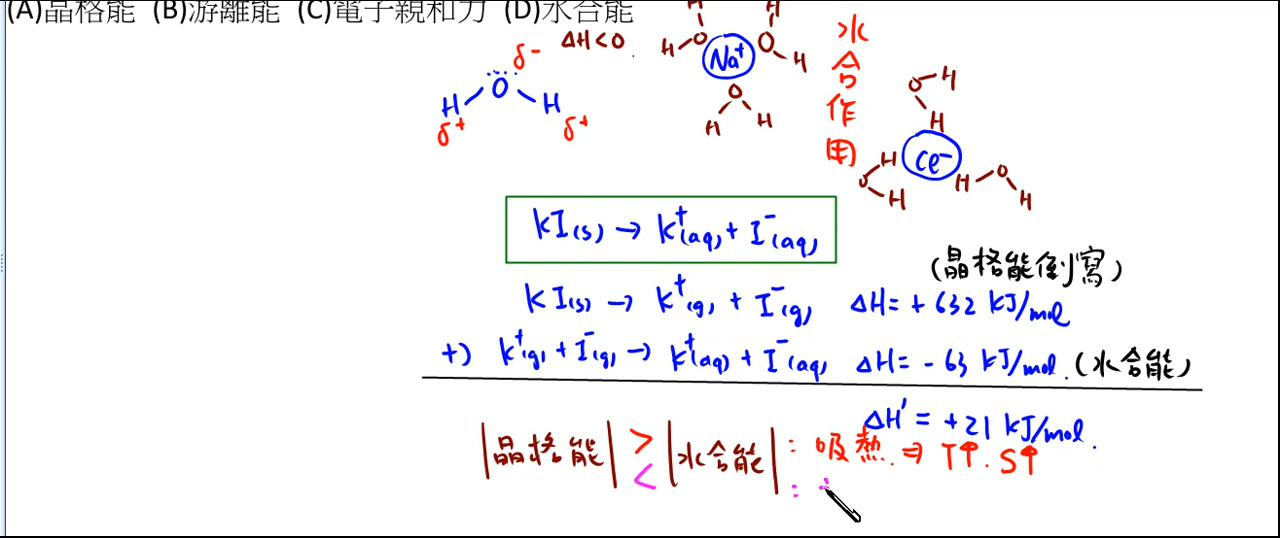 (A)晶格能 (B)游離能 (C)電子親和力 (D)水合能
ΔH<0
δ-
H O H
δ+ δ+
H H
H O Na+ O H
O
H H
水合作用
O H
H
H Cl-
O H
H O H
KI(s) → K+(aq) + I-(aq)
(晶格能倒寫)
KI(s) → K+(g) + I-(g) ΔH = +632 KJ/mol
+) K+(g) + I-(g) → K+(aq) + I-(aq) ΔH = -63 KJ/mol. (水合能)
ΔH' = +21 KJ/mol.
|晶格能| > |水合能| : 吸熱. ⇒ T↑. S↑
< :